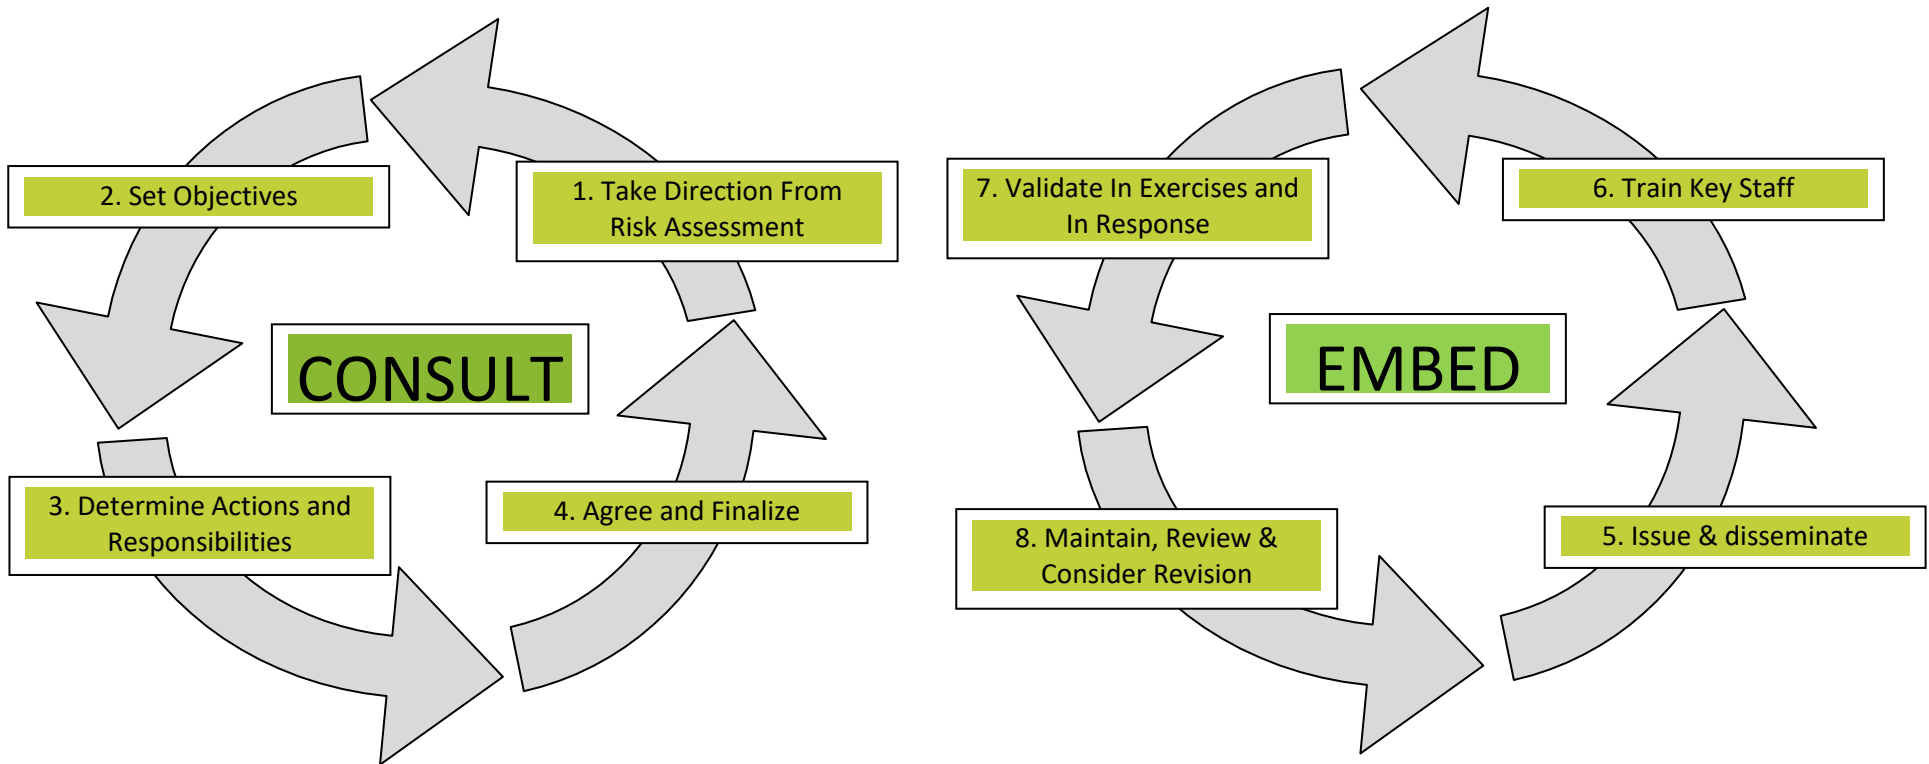 1. Take Direction From
Risk Assessment
2. Set Objectives
3. Determine Actions and
Responsibilities
4. Agree and Finalize
CONSULT
5. Issue & disseminate
6. Train Key Staff
7. Validate In Exercises and
In Response
8. Maintain, Review &
Consider Revision
EMBED